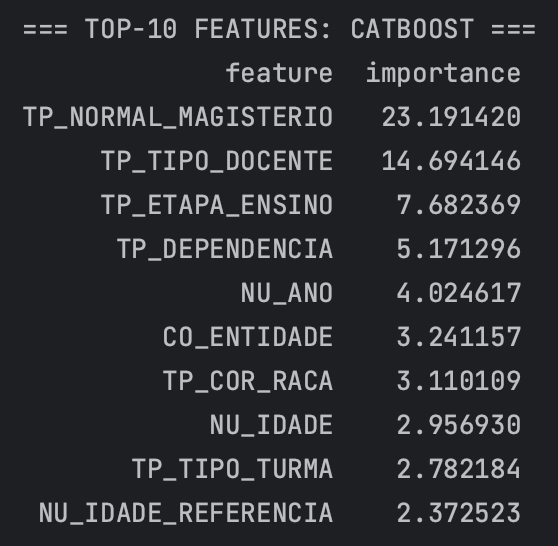 === TOP-10 FEATURES: CATBOOST ===
feature importance
TP_NORMAL_MAGISTERIO 23.191420
TP_TIPO_DOCENTE 14.694146
TP_ETAPA_ENSINO 7.682369
TP_DEPENDENCIA 5.171296
NU_ANO 4.024617
CO_ENTIDADE 3.241157
TP_COR_RACA 3.110109
NU_IDADE 2.956930
TP_TIPO_TURMA 2.782184
NU_IDADE_REFERENCIA 2.372523